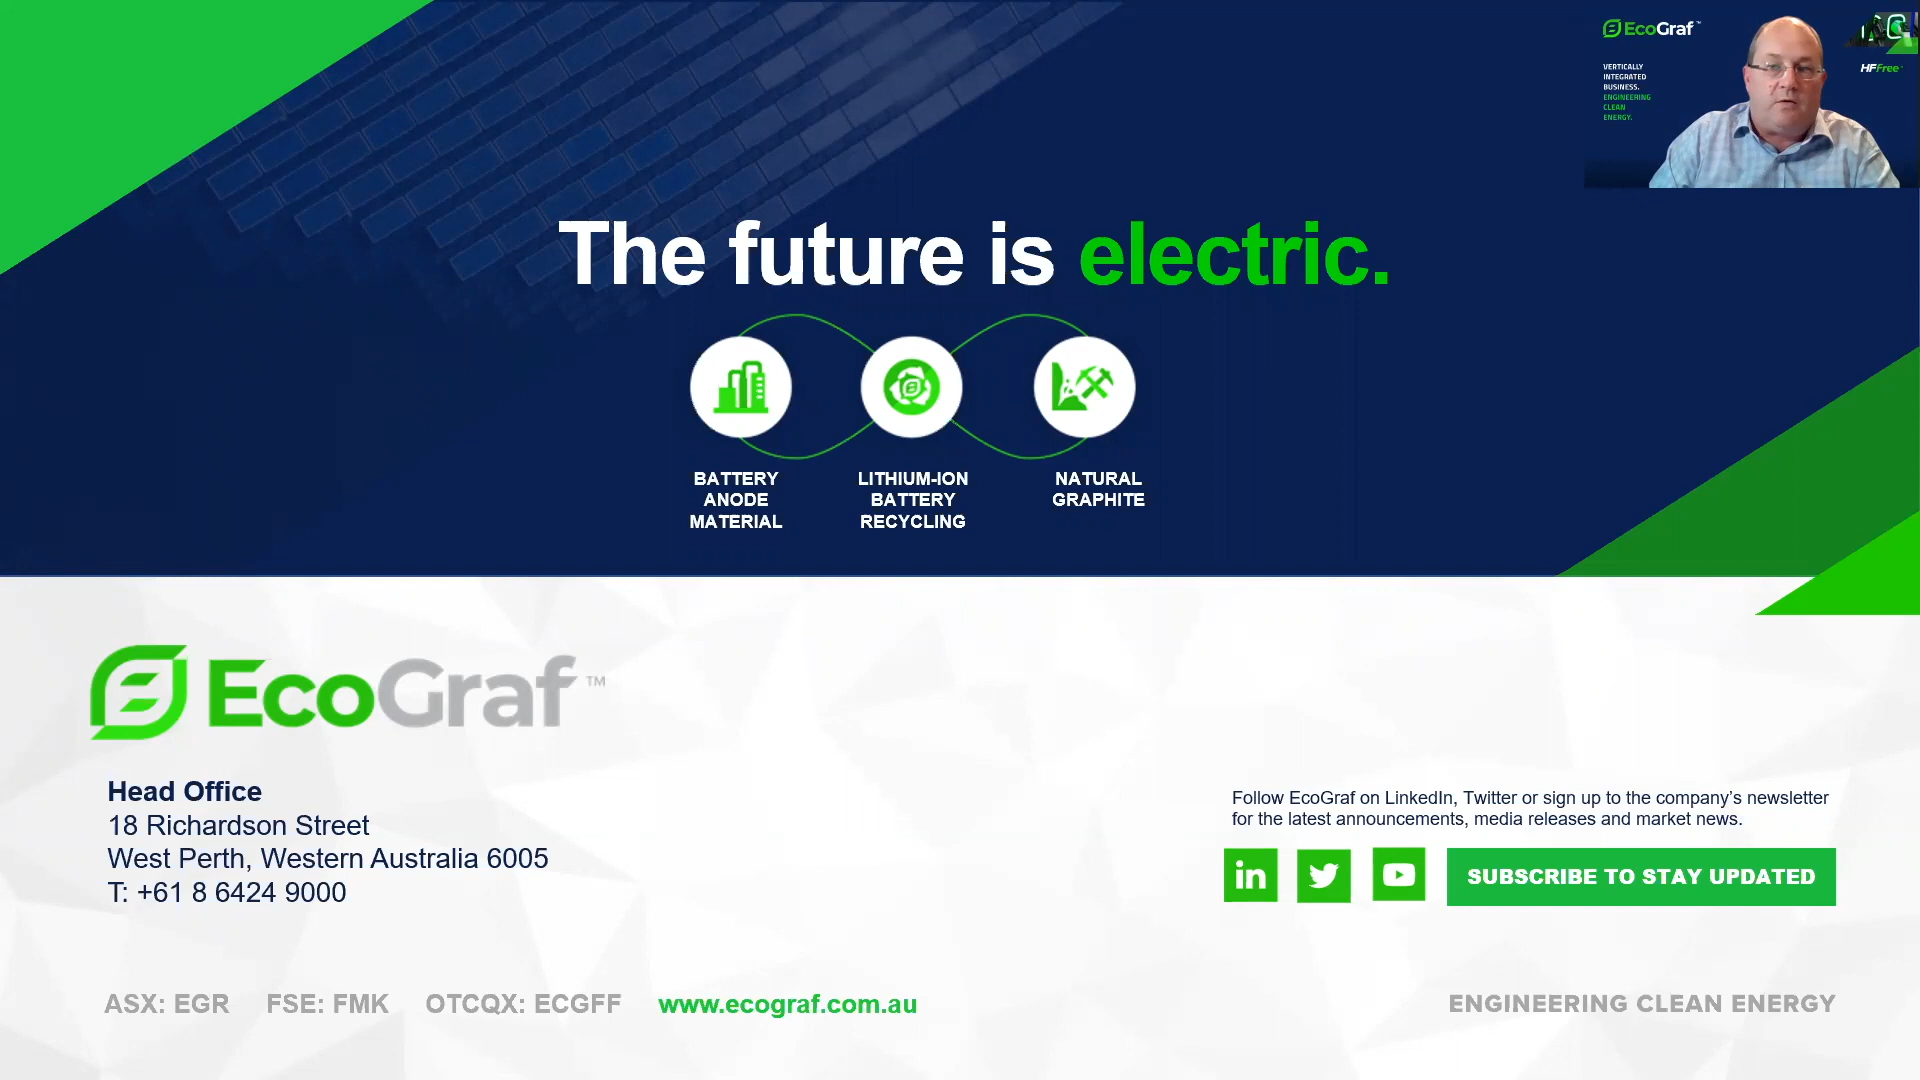 EcoGraf™
VERTICALLY
INTEGRATED
BUSINESS.
ENGINEERING
CLEAN
ENERGY.
HFFree™
The future is electric.
BATTERY
ANODE
MATERIAL
LITHIUM-ION
BATTERY
RECYCLING
NATURAL
GRAPHITE
EcoGraf™
Head Office
18 Richardson Street
West Perth, Western Australia 6005
T: +61 8 6424 9000
Follow EcoGraf on LinkedIn, Twitter or sign up to the company’s newsletter
for the latest announcements, media releases and market news.
in
SUBSCRIBE TO STAY UPDATED
ASX: EGR FSE: FMK OTCQX: ECGFF www.ecograf.com.au
ENGINEERING CLEAN ENERGY